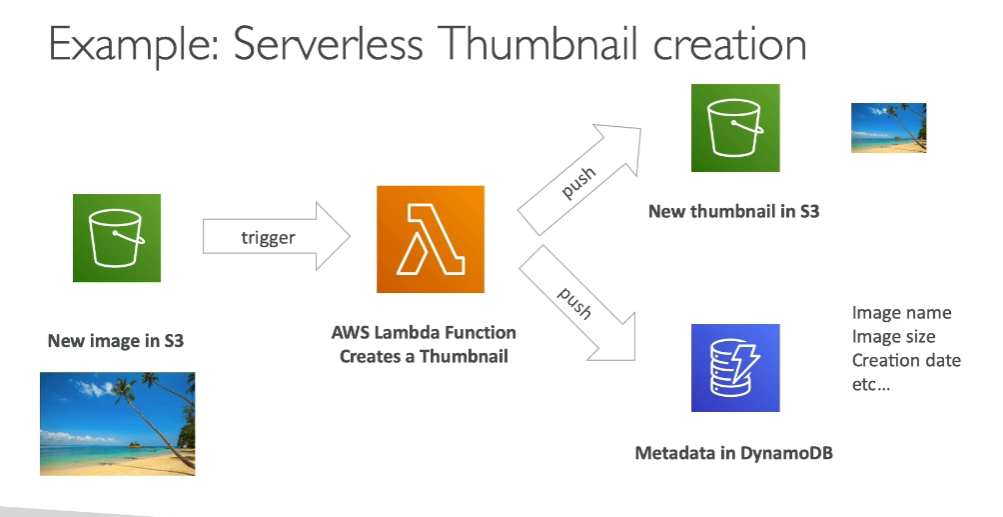 Example: Serverless Thumbnail creation
New image in S3
trigger
AWS Lambda Function
Creates a Thumbnail
push
New thumbnail in S3
push
Image name
Image size
Creation date
etc...
Metadata in DynamoDB